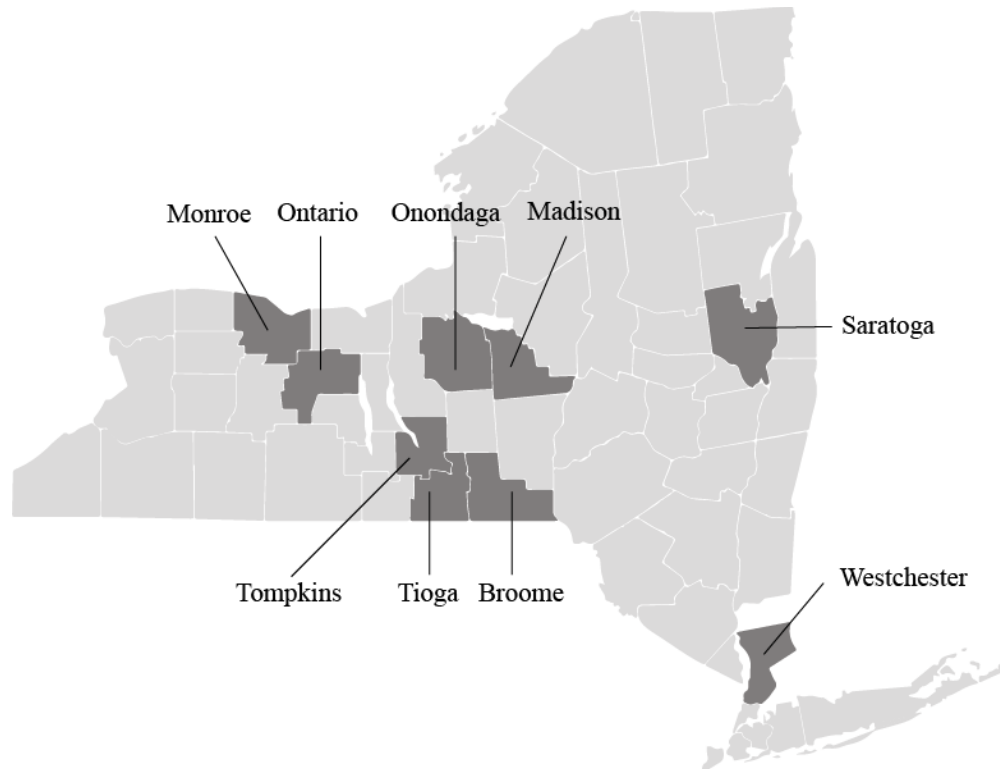 Monroe
Ontario
Onondaga
Madison
Saratoga
Westchester
Tompkins
Tioga
Broome